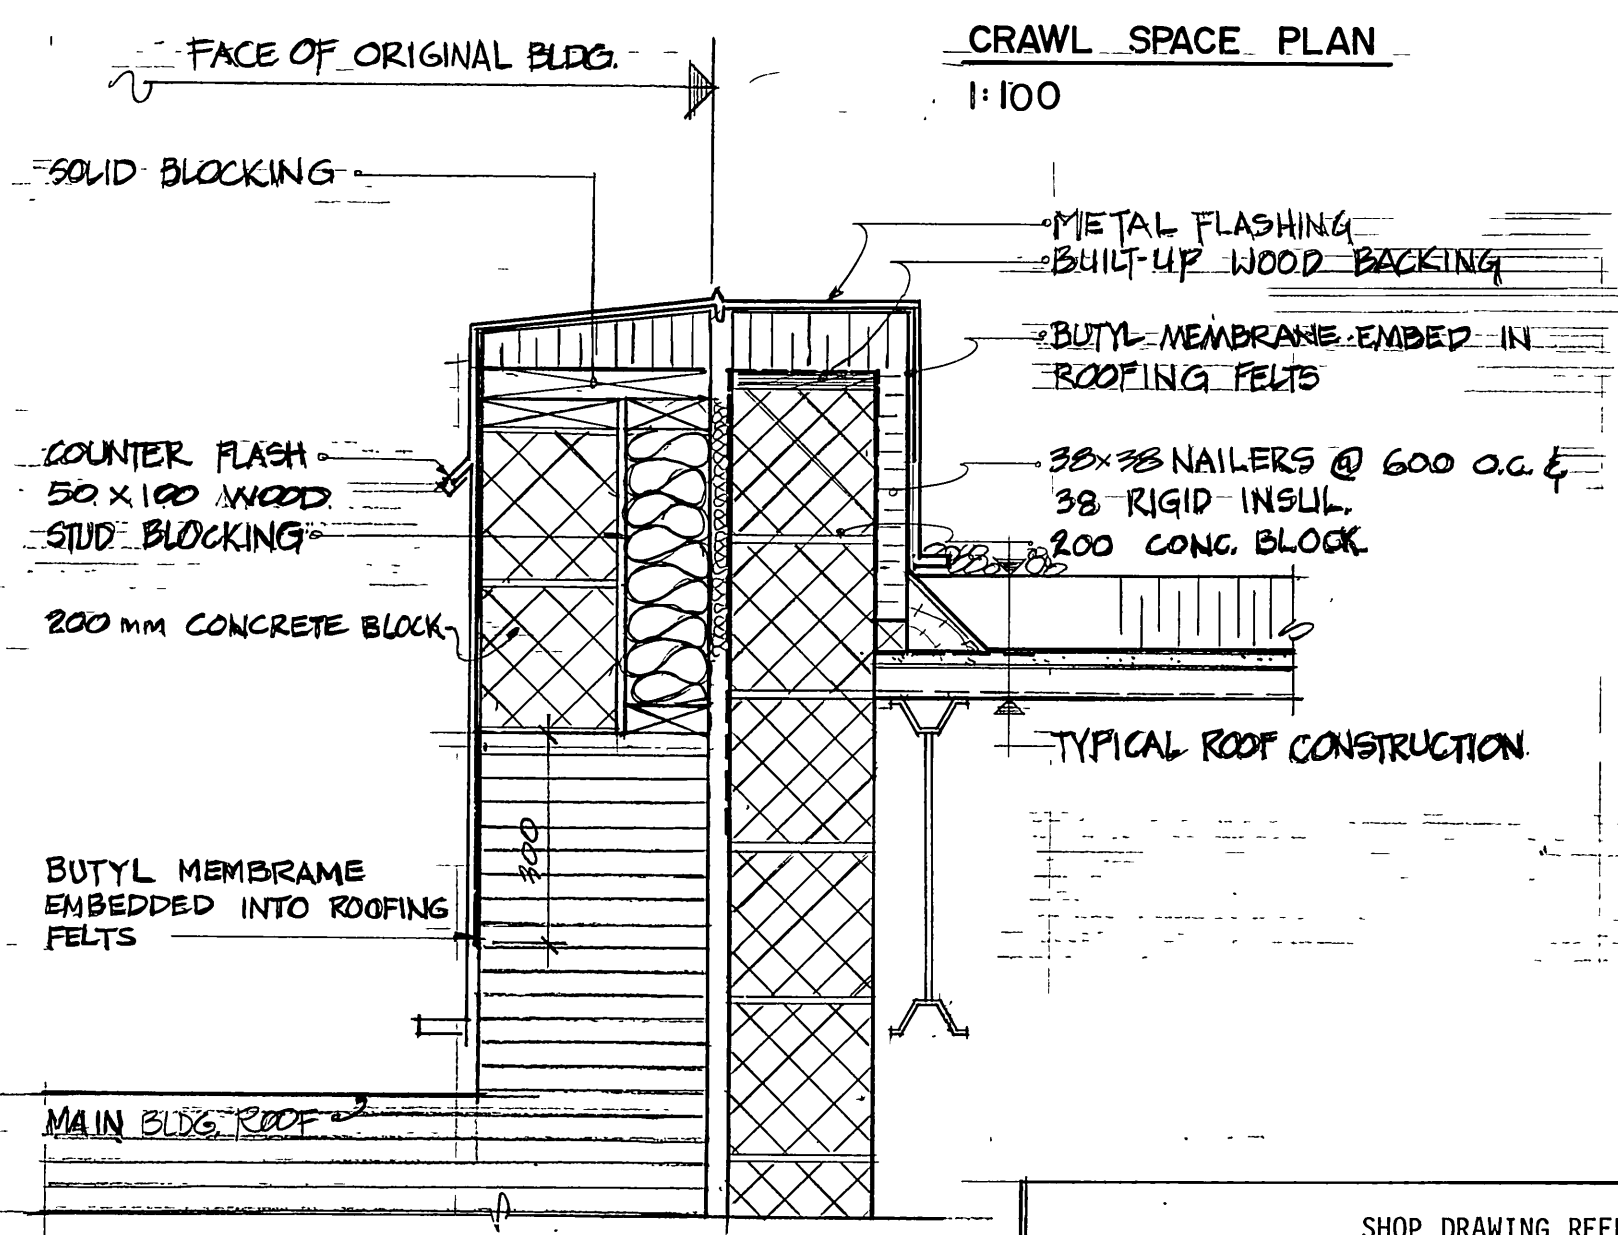 FACE OF ORIGINAL BLDG.
CRAWL SPACE PLAN
1:100
SOLID BLOCKING
METAL FLASHING
BUILT-UP WOOD BACKING
BUTYL MEMBRANE EMBED IN
ROOFING FELTS
COUNTER FLASH
50 X 100 WOOD
STUD BLOCKING
38x38 NAILERS @ 600 O.C. &
38 RIGID INSUL.
200 CONC. BLOCK
200 mm CONCRETE BLOCK
TYPICAL ROOF CONSTRUCTION
300
BUTYL MEMBRAME
EMBEDDED INTO ROOFING
FELTS
MAIN BLDG. ROOF
SHOP DRAWING